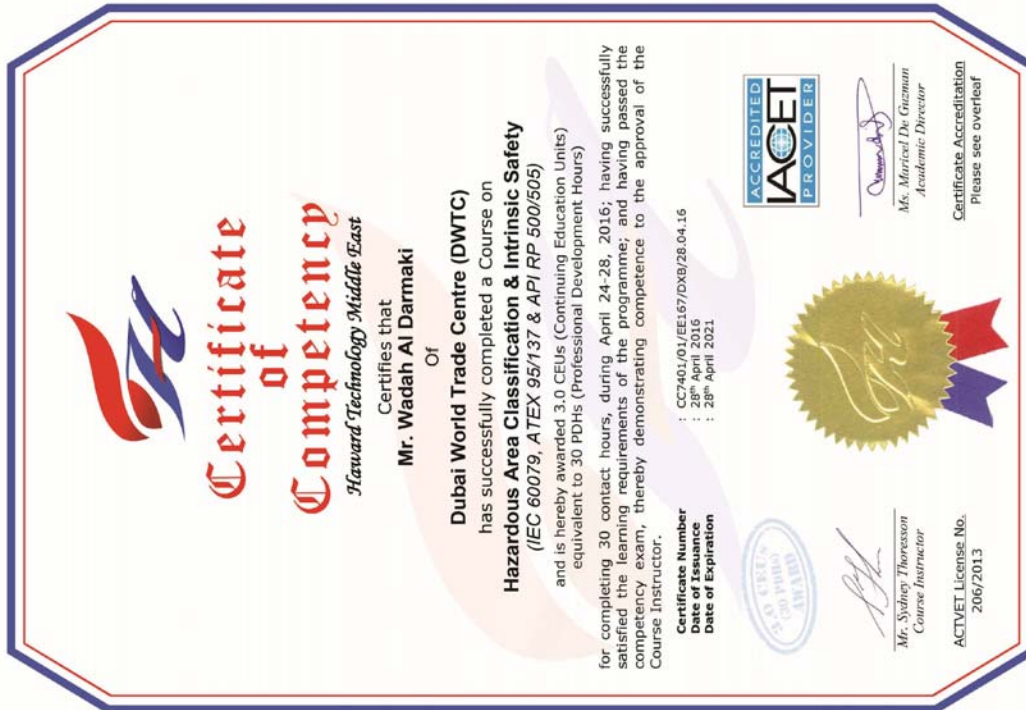 Certificate
of
Competency
Haward Technology Middle East
Certifies that
Mr. Wadah Al Darmaki
Of
Dubai World Trade Centre (DWTC)
has successfully completed a Course on
Hazardous Area Classification & Intrinsic Safety
(IEC 60079, ATEX 95/137 & API RP 500/505)
and is hereby awarded 3.0 CEUs (Continuing Education Units)
equivalent to 30 PDHs (Professional Development Hours)
for completing 30 contact hours, during April 24-28, 2016; having successfully
satisfied the learning requirements of the programme; and having passed the
competency exam, thereby demonstrating competence to the approval of the
Course Instructor.
Certificate Number : CC7401/01/EE167/DXB/28.04.16
Date of Issuance : 28th April 2016
Date of Expiration : 28th April 2021
3.0 CEUs
(30 PDHs)
AWARD
ACCREDITED
IACET
PROVIDER
Mr. Sydney Thoresson
Course Instructor
Ms. Maricel De Guzman
Academic Director
ACTVET License No.
206/2013
Certificate Accreditation
Please see overleaf